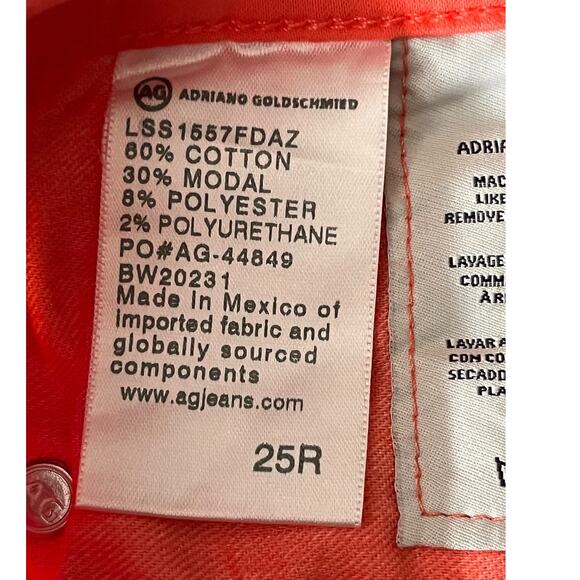 AG ADRIANO GOLDSCHMIED
LSS1557FDAZ
60% COTTON
30% MODAL
8% POLYESTER
2% POLYURETHANE
PO#AG-44849
BW20231
Made in Mexico of
imported fabric and
globally sourced
components
www.agjeans.com
25R
ADRIA
MAC
LIKE
REMOVE
LAVAGE
COMM
À R
LAVAR A
CON CO
SECADO
PLA